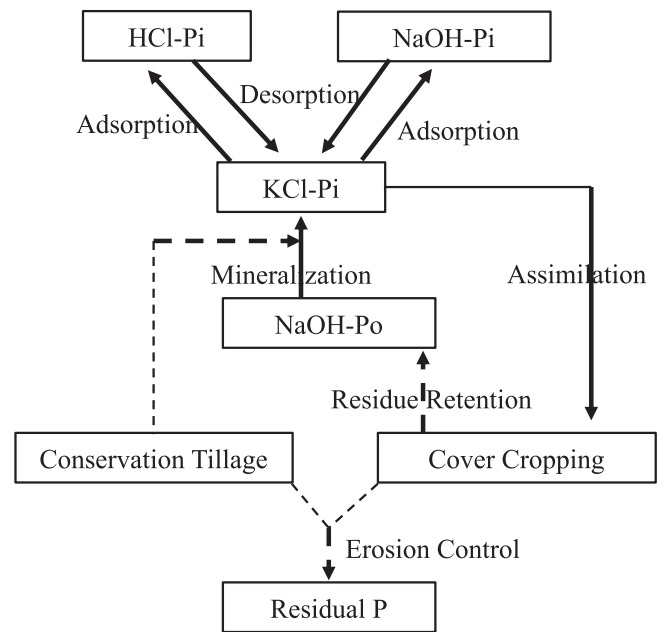 HCl-Pi
NaOH-Pi
Desorption
Adsorption
Adsorption
KCl-Pi
Mineralization
Assimilation
NaOH-Po
Residue Retention
Conservation Tillage
Cover Cropping
Erosion Control
Residual P